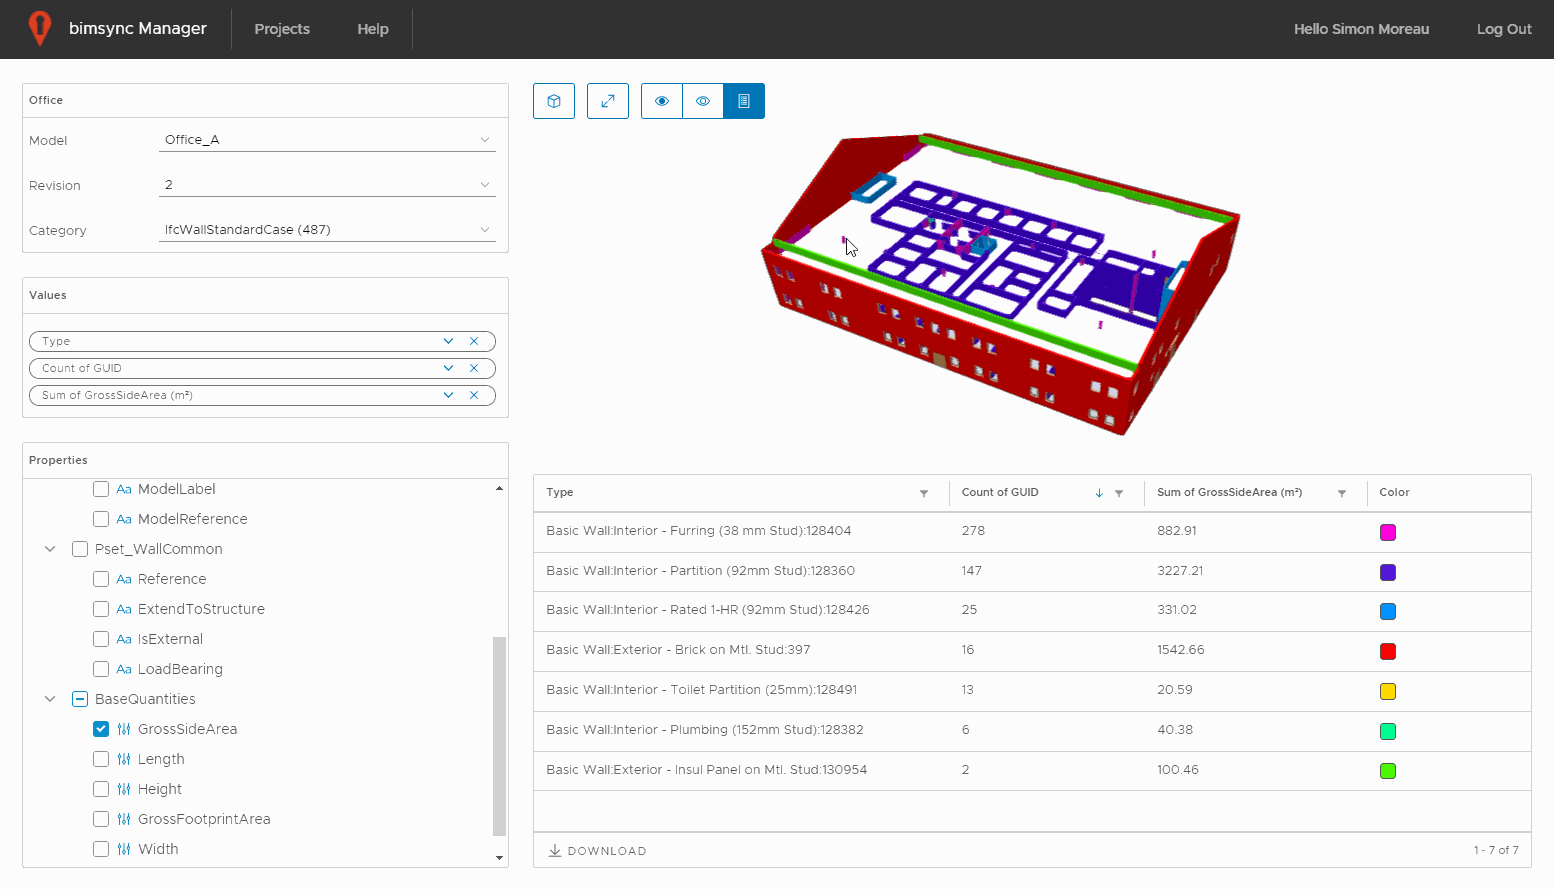 bimsync Manager
Projects
Help
Hello Simon Moreau
Log Out
Office
Model
Office_A
Revision
2
Category
IfcWallStandardCase (487)
Values
Type
Count of GUID
Sum of GrossSideArea (m²)
Properties
Aa ModelLabel
Aa ModelReference
Pset_WallCommon
Aa Reference
Aa ExtendToStructure
Aa IsExternal
Aa LoadBearing
BaseQuantities
GrossSideArea
Length
Height
GrossFootprintArea
Width
Type Count of GUID Sum of GrossSideArea (m²) Color
Basic Wall:Interior - Furring (38 mm Stud):128404 278 882.91
Basic Wall:Interior - Partition (92mm Stud):128360 147 3227.21
Basic Wall:Interior - Rated 1-HR (92mm Stud):128426 25 331.02
Basic Wall:Exterior - Brick on Mtl. Stud:397 16 1542.66
Basic Wall:Interior - Toilet Partition (25mm):128491 13 20.59
Basic Wall:Interior - Plumbing (152mm Stud):128382 6 40.38
Basic Wall:Exterior - Insul Panel on Mtl. Stud:130954 2 100.46
DOWNLOAD
1 - 7 of 7